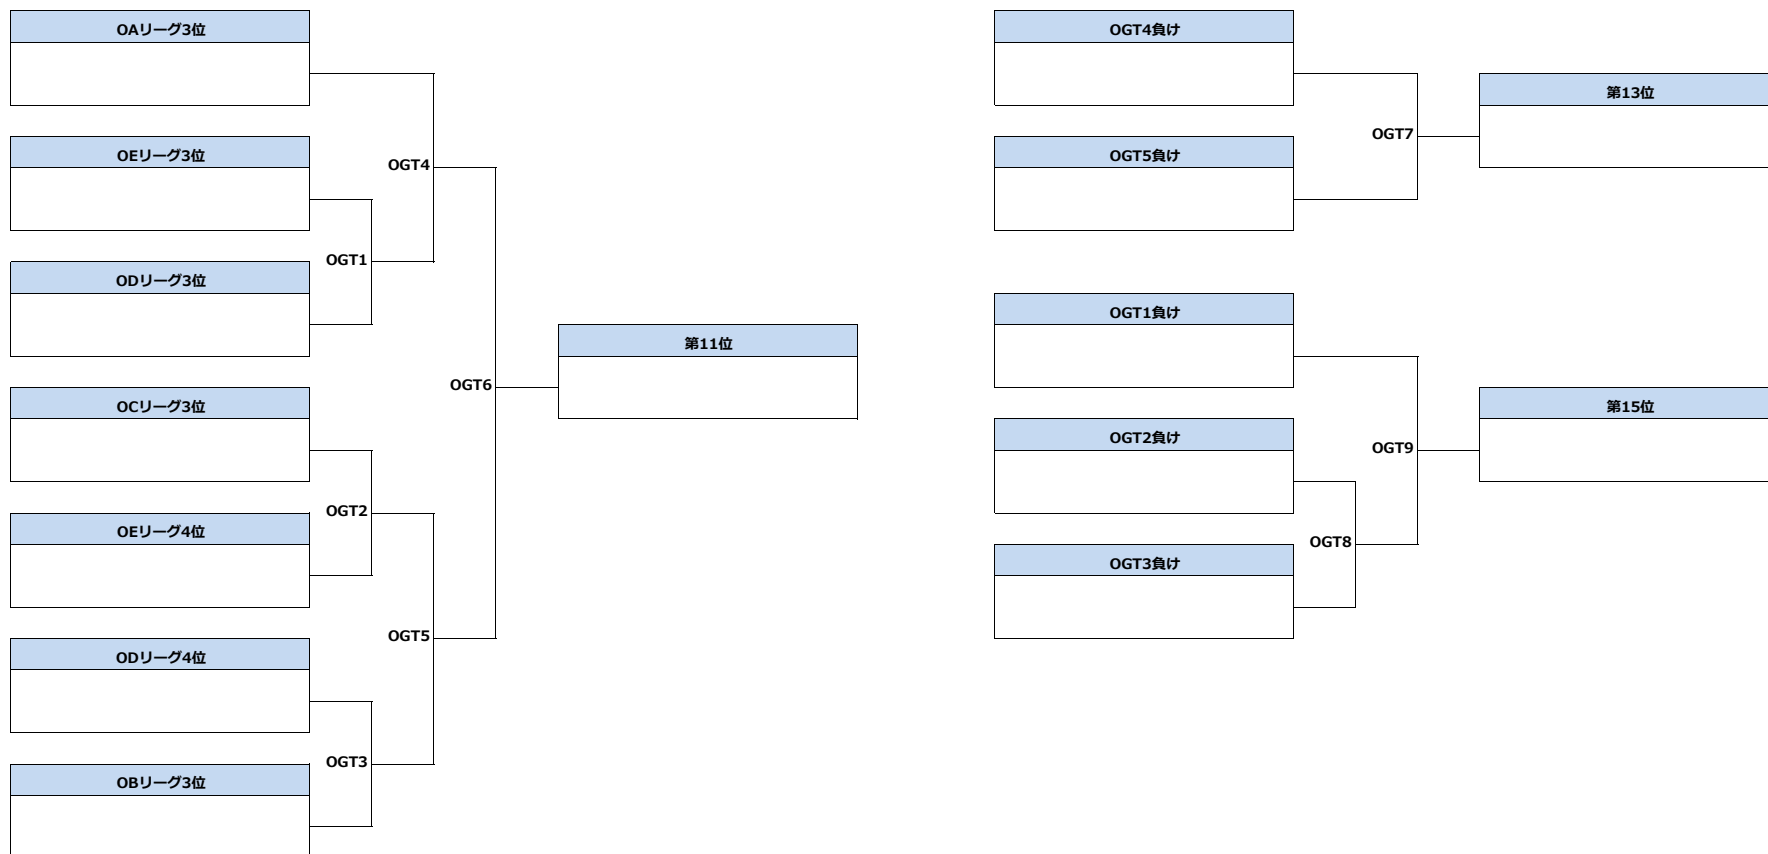 OAリーグ3位
OEリーグ3位
OGT4
OGT1
ODリーグ3位
第11位
OCリーグ3位
OGT6
OGT2
OEリーグ4位
OGT5
ODリーグ4位
OGT3
OBリーグ3位
OGT4負け
第13位
OGT7
OGT5負け
OGT1負け
第15位
OGT2負け
OGT9
OGT8
OGT3負け